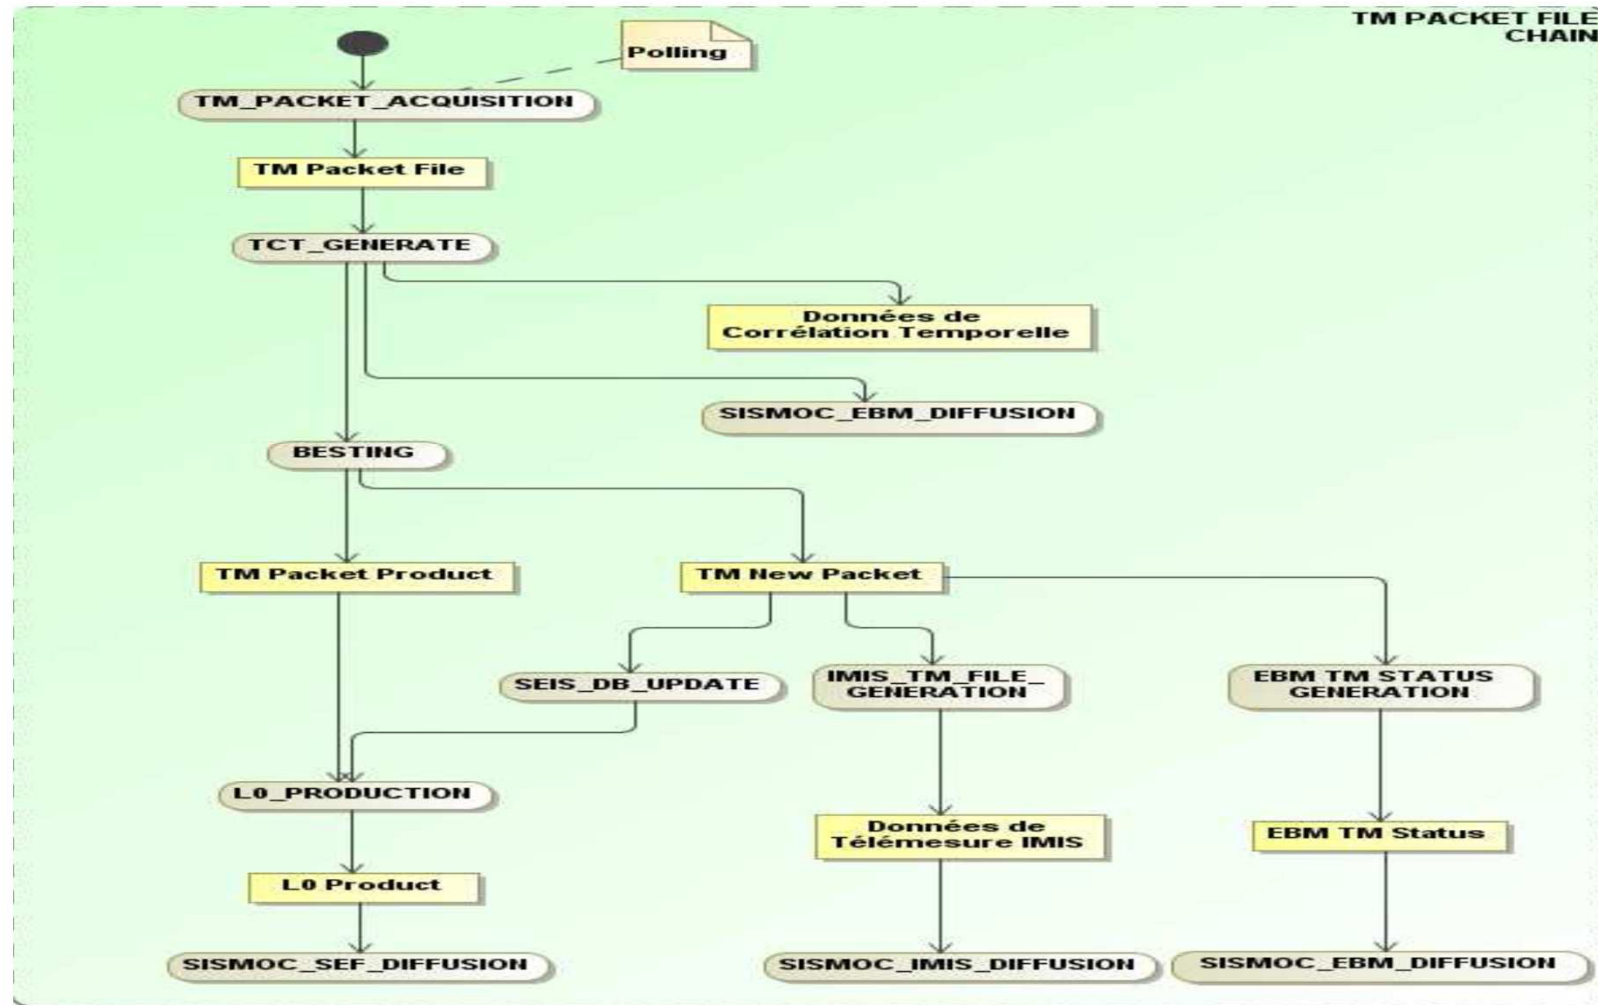 TM PACKET FILE
CHAIN
Polling
TM_PACKET_ACQUISITION
TM Packet File
TCT_GENERATE
Données de
Corrélation Temporelle
SISMOC_EBM_DIFFUSION
BESTING
TM Packet Product
TM New Packet
SEIS_DB_UPDATE
IMIS_TM_FILE_
GENERATION
EBM TM STATUS
GENERATION
L0_PRODUCTION
Données de
Télémesure IMIS
EBM TM Status
L0 Product
SISMOC_SEF_DIFFUSION
SISMOC_IMIS_DIFFUSION
SISMOC_EBM_DIFFUSION